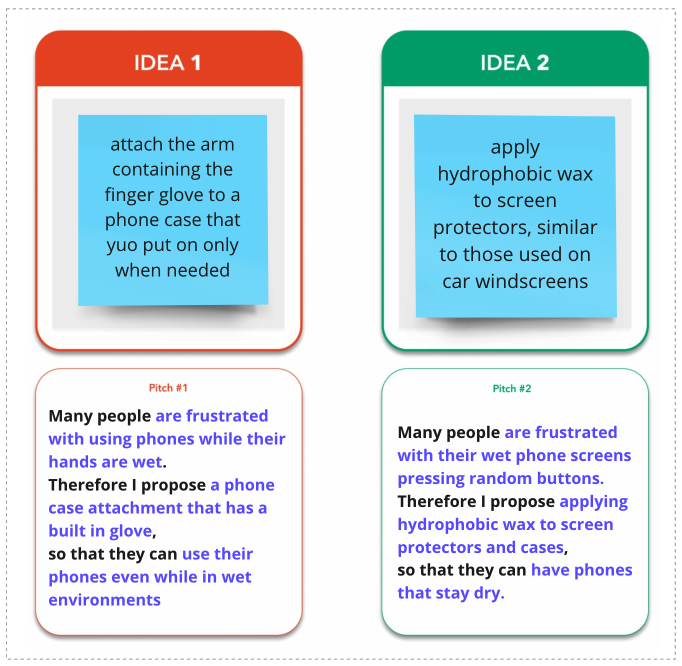 IDEA 1
attach the arm
containing the
finger glove to a
phone case that
yuo put on only
when needed
IDEA 2
apply
hydrophobic wax
to screen
protectors, similar
to those used on
car windscreens
Pitch #1
Many people are frustrated
with using phones while their
hands are wet.
Therefore I propose a phone
case attachment that has a
built in glove,
so that they can use their
phones even while in wet
environments
Pitch #2
Many people are frustrated
with their wet phone screens
pressing random buttons.
Therefore I propose applying
hydrophobic wax to screen
protectors and cases,
so that they can have phones
that stay dry.